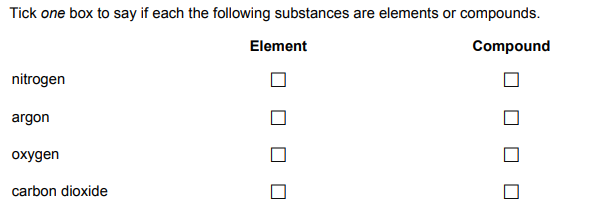 Tick one box to say if each the following substances are elements or compounds.
Element Compound
nitrogen ☐ ☐
argon ☐ ☐
oxygen ☐ ☐
carbon dioxide ☐ ☐